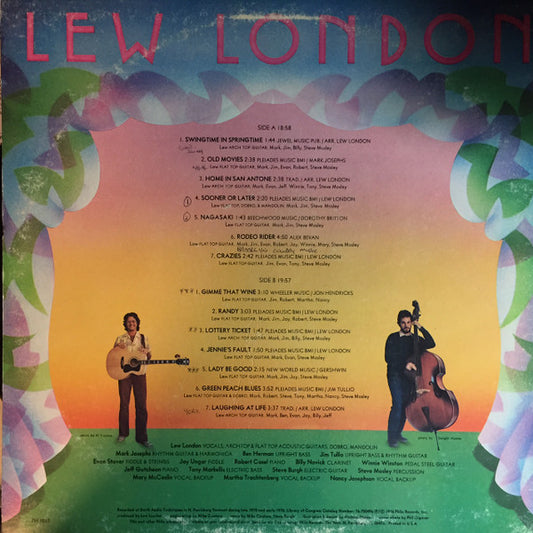 LEW LONDON
SIDE A 18:58
1. SWINGTIME IN SPRINGTIME 1:44 JEWEL MUSIC PUB. / ARR. LEW LONDON
Lew ARCH TOP GUITAR. Mark, Jim, Billy, Steve Mosley
2. OLD MOVIES 2:38 PLEIADES MUSIC BMI / MARK JOSEPHS
Lew FLAT TOP GUITAR. Mark, Jim, Evan, Robert, Steve Mosley
3. HOME IN SAN ANTONE 2:38 TRAD. / ARR. LEW LONDON
Lew ARCH TOP GUITAR. Mark, Evan, Jeff, Winnie, Tony, Steve Mosley
4. SOONER OR LATER 2:20 PLEIADES MUSIC BMI / LEW LONDON
Lew FLAT TOP, DOBRO, & MANDOLIN. Mark, Jim, Steve Mosley
5. NAGASAKI 1:43 BEECHWOOD MUSIC / DOROTHY BRITTON
Lew FLAT TOP GUITAR. Mark, Jim, Steve Mosley
6. RODEO RIDER 4:50 ALEX BEVAN
Lew FLAT TOP GUITAR. Mark, Jim, Evan, Robert, Jay, Winnie, Mary, Steve Mosley
7. CRAZIES 2:42 PLEIADES MUSIC BMI / LEW LONDON
Lew FLAT TOP GUITAR. Jim, Evan, Tony, Steve Mosley
SIDE B 19:57
1. GIMME THAT WINE 3:10 WHEELER MUSIC / JON HENDRICKS
Lew FLAT TOP GUITAR. Jim, Robert, Martha, Nancy
2. RANDY 3:03 PLEIADES MUSIC BMI / LEW LONDON
Lew FLAT TOP GUITAR. Mark, Jim, Jay, Robert, Steve Mosley
3. LOTTERY TICKET 1:47 PLEIADES MUSIC BMI / LEW LONDON
Lew ARCH TOP GUITAR. Mark, Jim, Billy, Steve Mosley
4. JENNIE'S FAULT 1:50 PLEIADES MUSIC BMI / LEW LONDON
Lew FLAT TOP GUITAR. Mark, Evan, Steve Mosley
5. LADY BE GOOD 2:15 NEW WORLD MUSIC / GERSHWIN
Lew FLAT TOP GUITAR. Mark, Jim, Jay, Steve Mosley
6. GREEN PEACH BLUES 3:52 PLEIADES MUSIC BMI / JIM TULLIO
Lew FLAT TOP GUITAR & DOBRO. Mark, Robert, Steve, Tony, Martha, Nancy, Steve Mosley
7. LAUGHING AT LIFE 3:37 TRAD. / ARR. LEW LONDON
Lew ARCH TOP GUITAR. Mark, Ben, Evan, Jay, Billy, Jeff
Lew London VOCALS, ARCHTOP & FLAT TOP ACOUSTIC GUITARS, DOBRO, MANDOLIN
Mark Josephs RHYTHM GUITAR & HARMONICA Ben Herman UPRIGHT BASS Jim Tullio UPRIGHT BASS & RHYTHM GUITAR
Evan Stover FIDDLE & STRINGS Jay Ungar FIDDLE Robert Casel PIANO Billy Novick CLARINET Winnie Winston PEDAL STEEL GUITAR
Jeff Gutcheon PIANO Tony Markellis ELECTRIC BASS Steve Burgh ELECTRIC GUITAR Steve Mosley PERCUSSION
Mary McCaslin VOCAL BACKUP Martha Trachtenberg VOCAL BACKUP Nancy Josephson VOCAL BACKUP